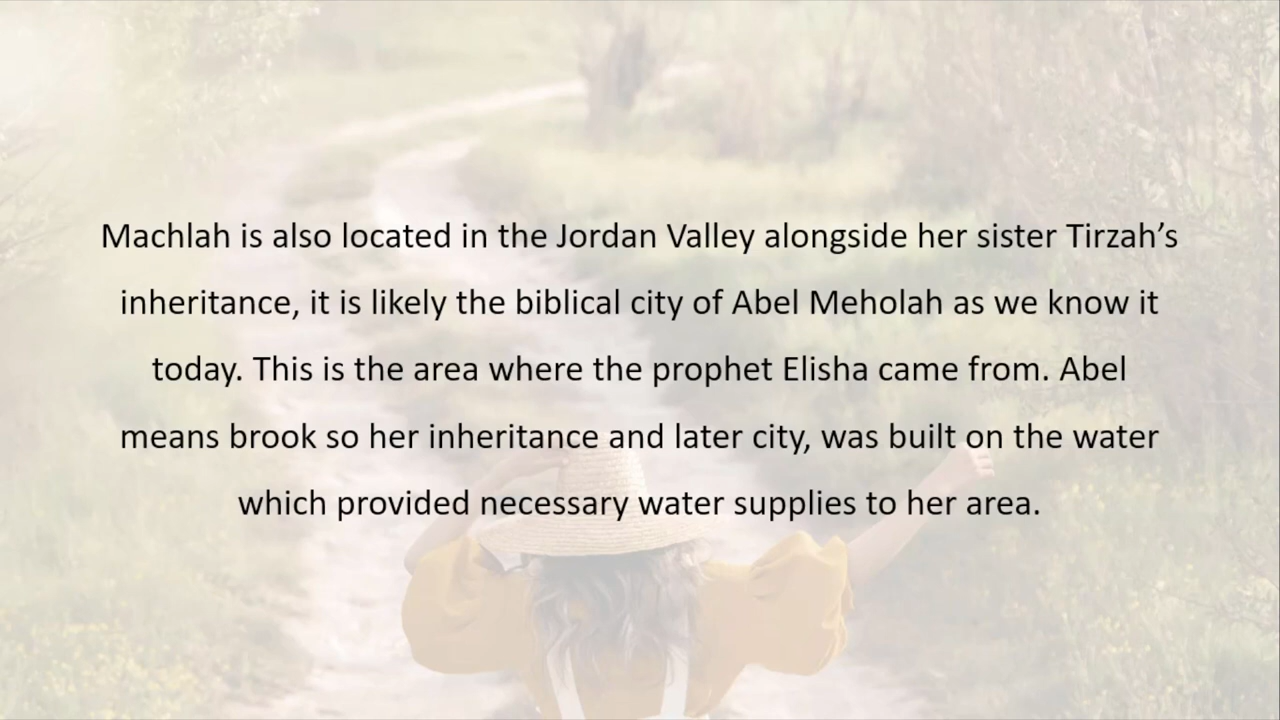 Machlah is also located in the Jordan Valley alongside her sister Tirzah’s
inheritance, it is likely the biblical city of Abel Meholah as we know it
today. This is the area where the prophet Elisha came from. Abel
means brook so her inheritance and later city, was built on the water
which provided necessary water supplies to her area.